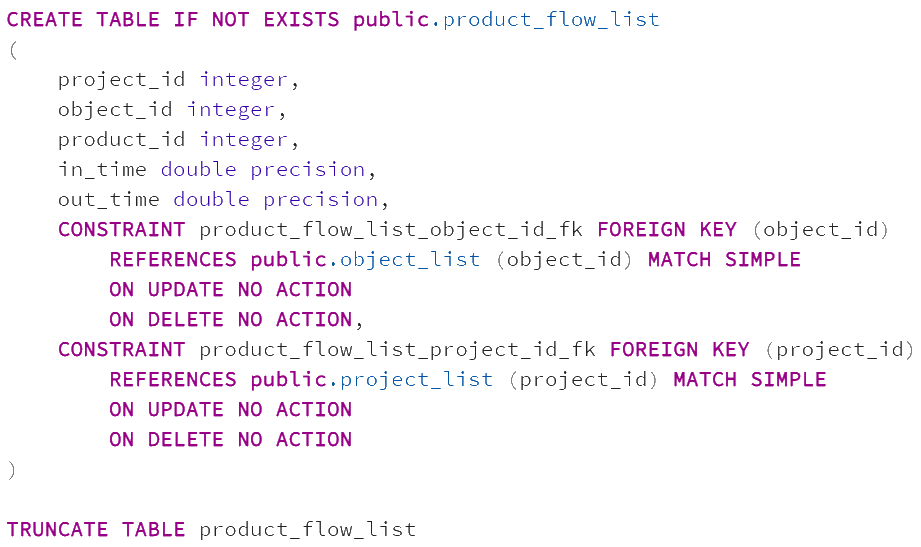 CREATE TABLE IF NOT EXISTS public.product_flow_list
(
    project_id integer,
    object_id integer,
    product_id integer,
    in_time double precision,
    out_time double precision,
    CONSTRAINT product_flow_list_object_id_fk FOREIGN KEY (object_id)
        REFERENCES public.object_list (object_id) MATCH SIMPLE
        ON UPDATE NO ACTION
        ON DELETE NO ACTION,
    CONSTRAINT product_flow_list_project_id_fk FOREIGN KEY (project_id)
        REFERENCES public.project_list (project_id) MATCH SIMPLE
        ON UPDATE NO ACTION
        ON DELETE NO ACTION
)
TRUNCATE TABLE product_flow_list